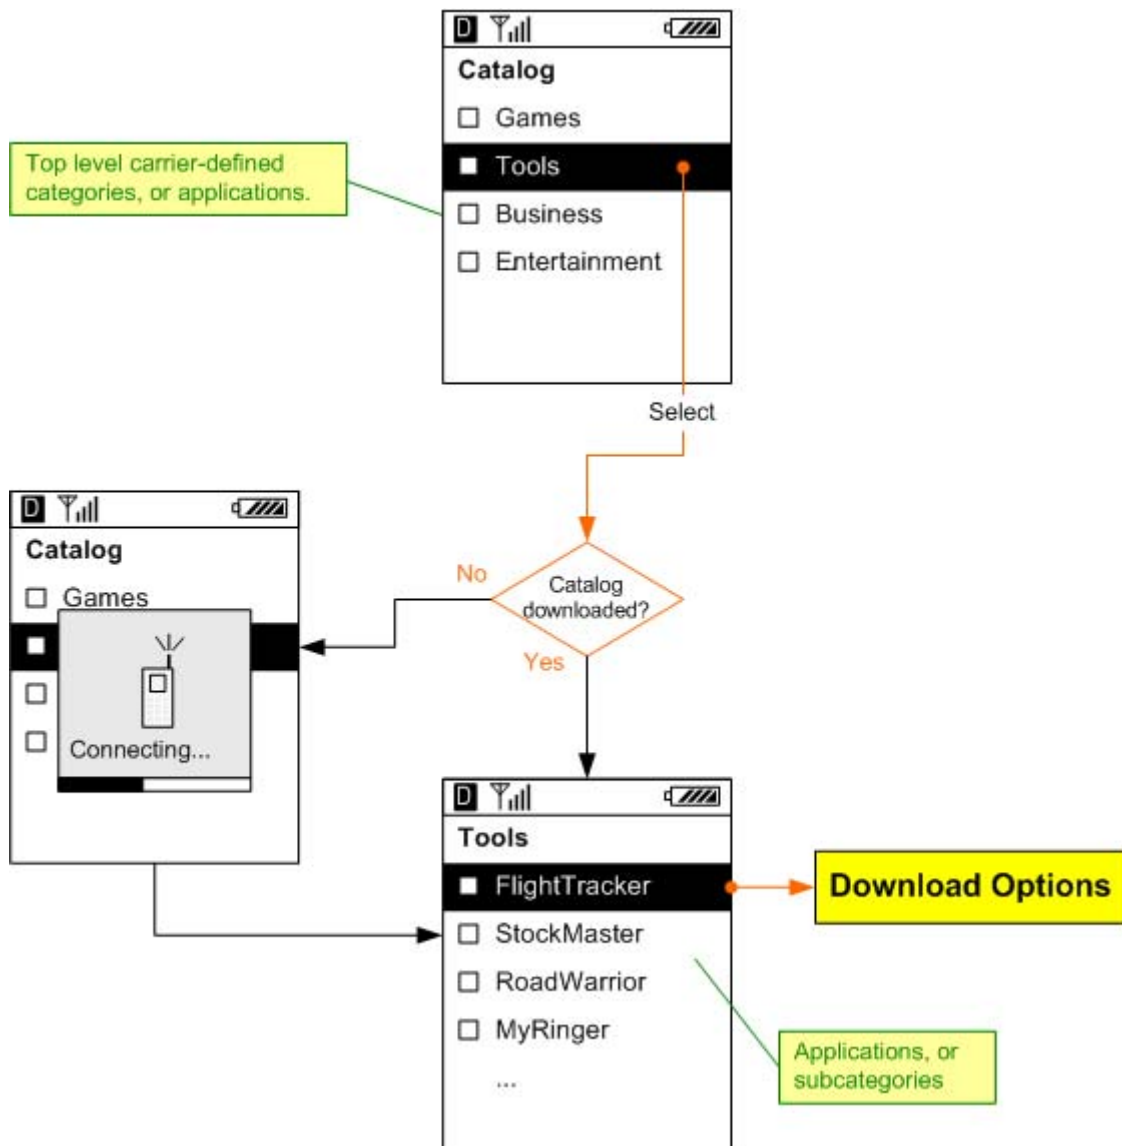 D
Catalog
Games
Tools
Business
Entertainment
Top level carrier-defined
categories, or applications.
Select
D
Catalog
Games
Connecting...
No
Catalog
downloaded?
Yes
D
Tools
FlightTracker
StockMaster
RoadWarrior
MyRinger
...
Download Options
Applications, or
subcategories